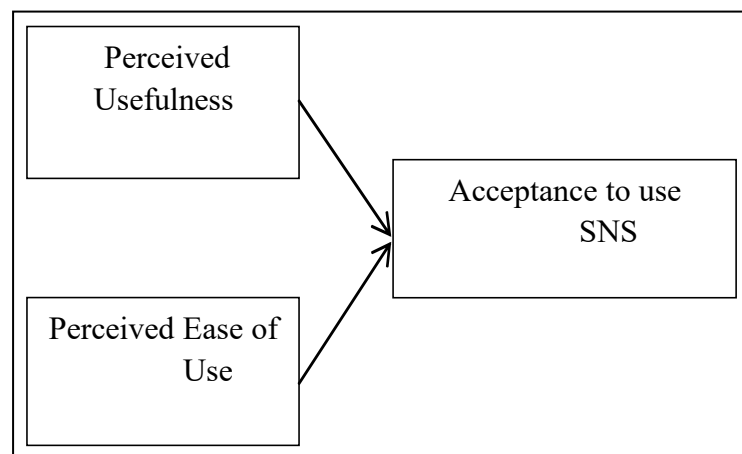 Perceived
Usefulness
Acceptance to use
SNS
Perceived Ease of
Use